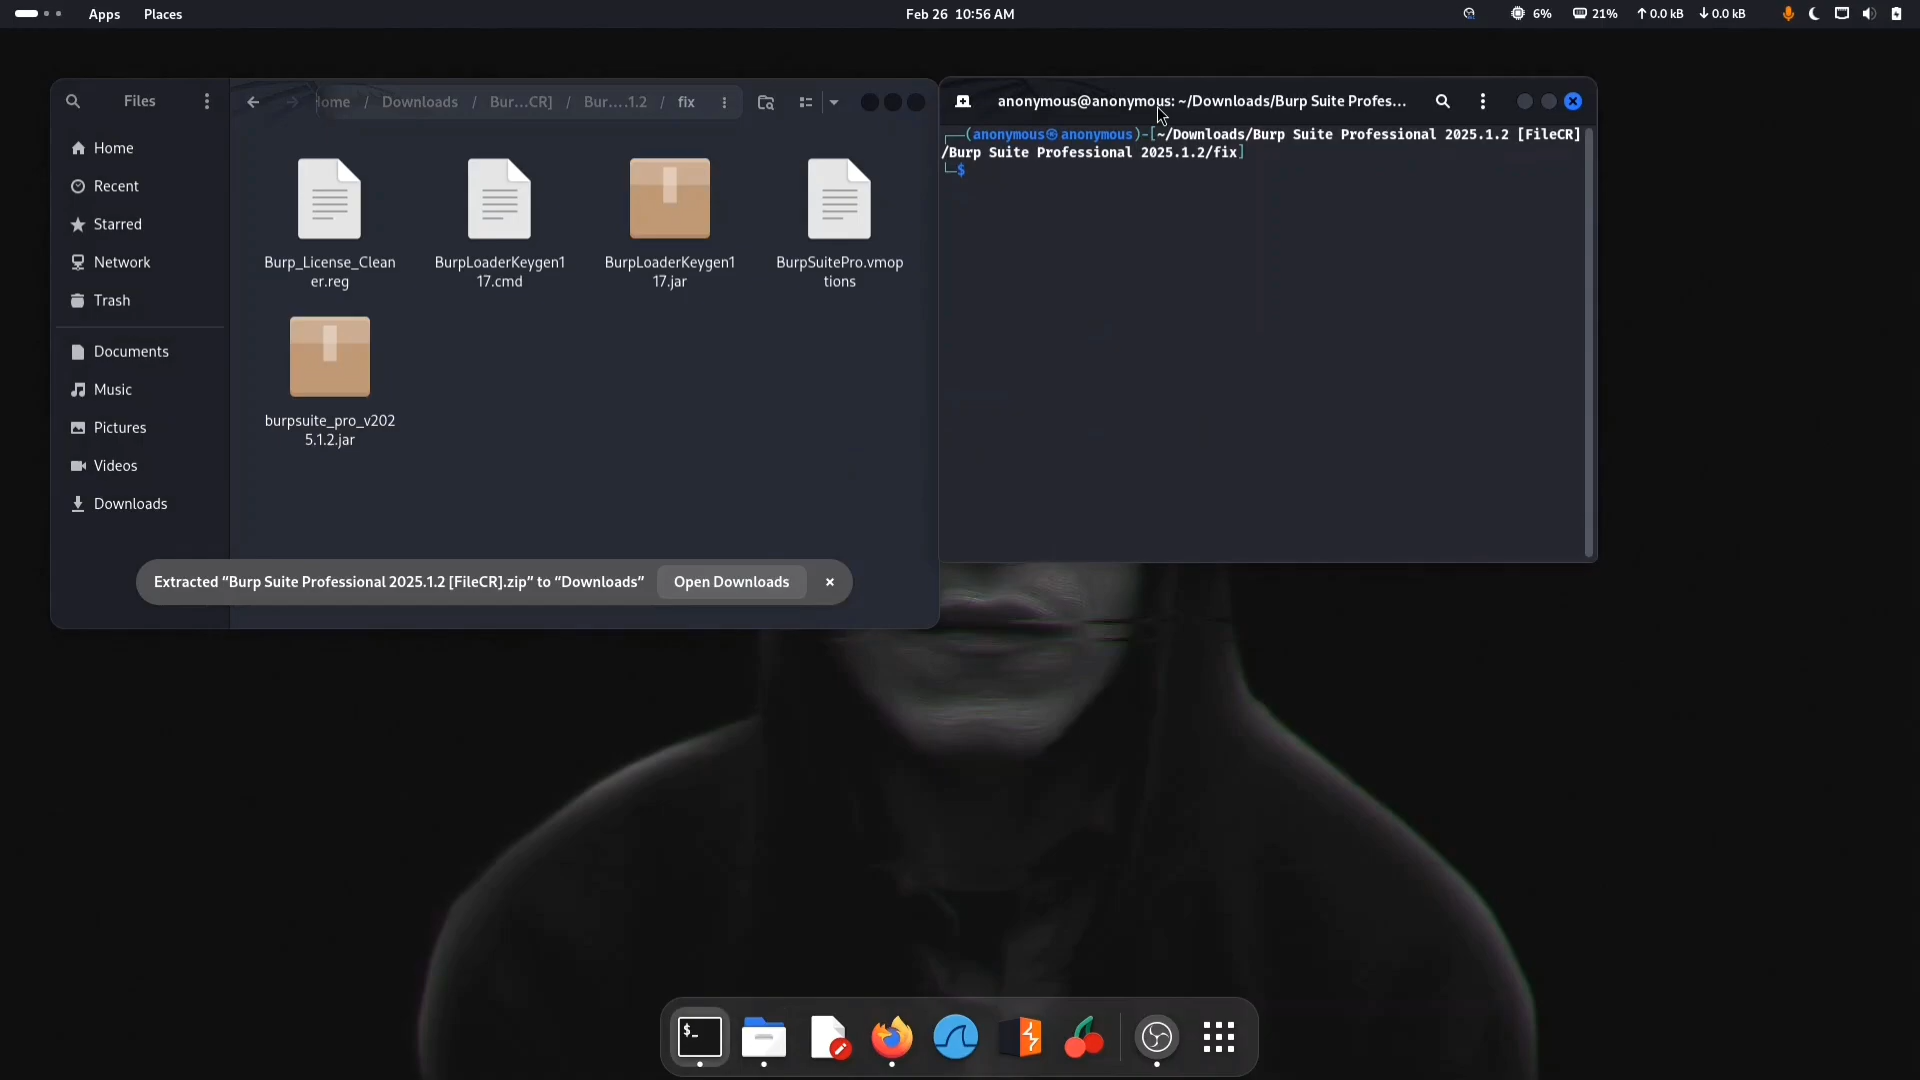 Apps Places Feb 26 10:56 AM 6% 21% 0.0 kB 0.0 kB
Files
ome / Downloads / Bur...CR] / Bur....1.2 / fix
Home
Recent
Starred
Network
Trash
Documents
Music
Pictures
Videos
Downloads
Burp_License_Clean
er.reg
BurpLoaderKeygen1
17.cmd
BurpLoaderKeygen1
17.jar
BurpSuitePro.vmop
tions
burpsuite_pro_v202
5.1.2.jar
Extracted “Burp Suite Professional 2025.1.2 [FileCR].zip” to “Downloads” Open Downloads ×
anonymous@anonymous: ~/Downloads/Burp Suite Profes...
┌──(anonymous㉿anonymous)-[~/Downloads/Burp Suite Professional 2025.1.2 [FileCR]
/Burp Suite Professional 2025.1.2/fix]
└─$
$_